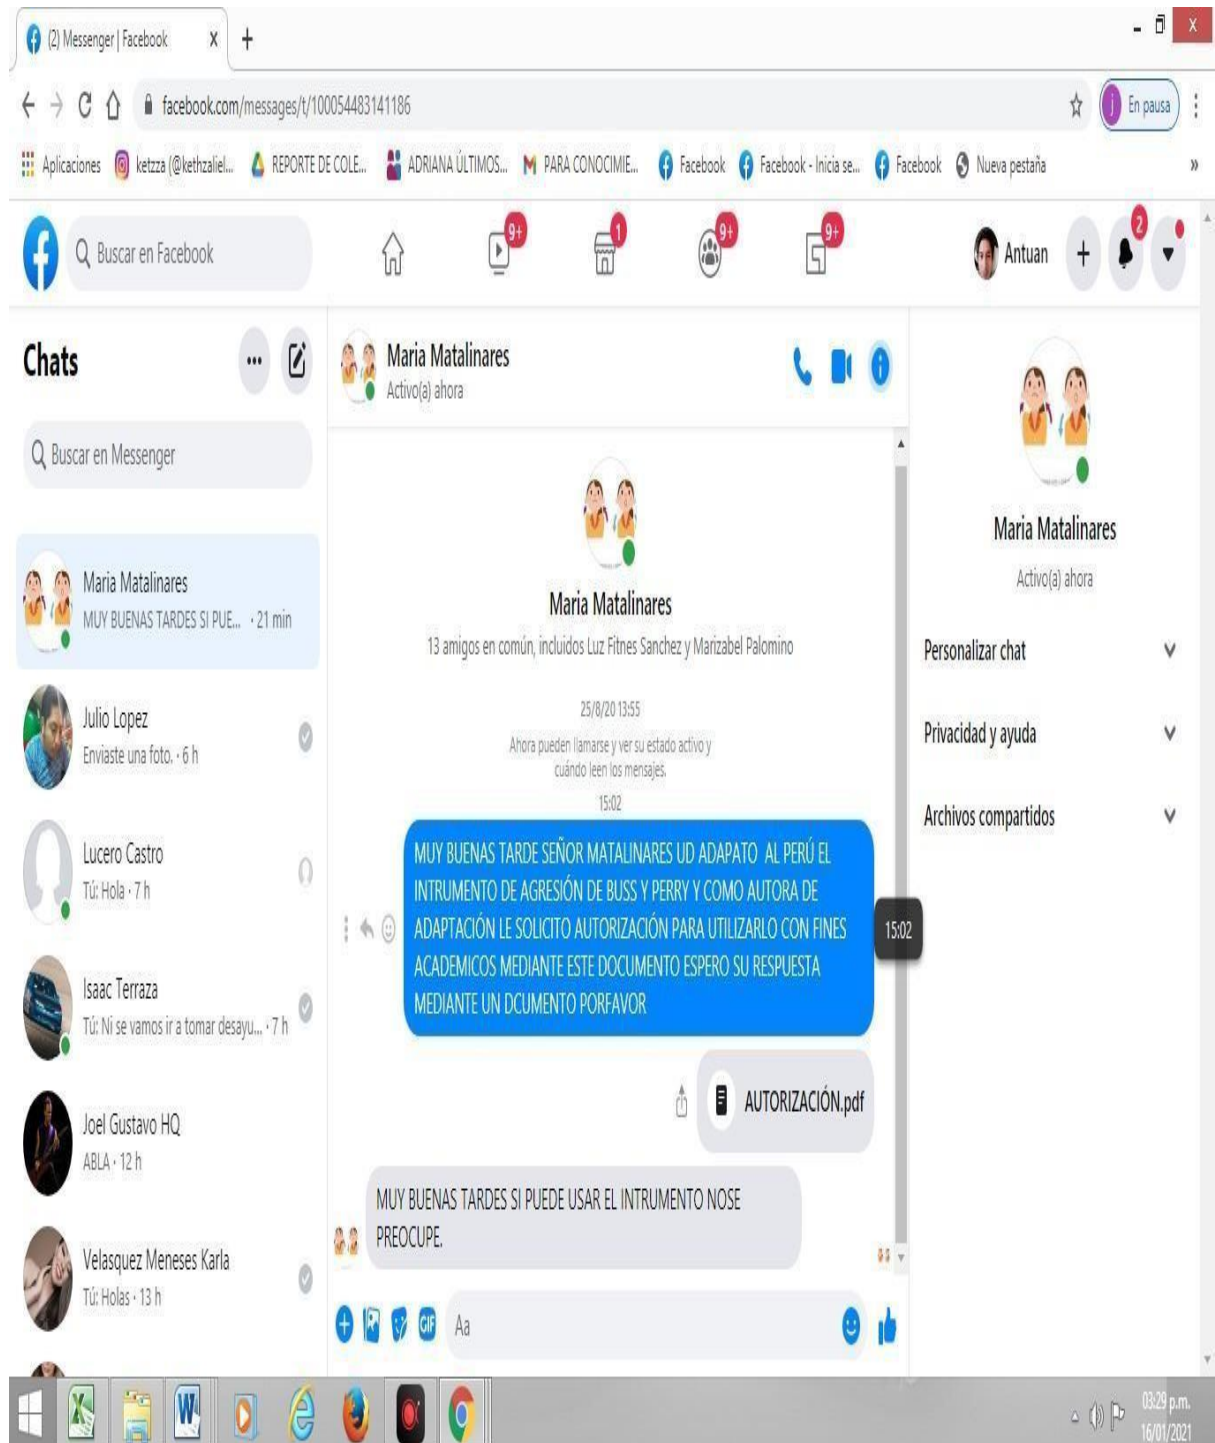 (2) Messenger | Facebook
facebook.com/messages/t/100054483141186
En pausa
Aplicaciones
ketzza (@kethzaliel...
REPORTE DE COLE...
ADRIANA ÚLTIMOS...
PARA CONOCIMIE...
Facebook
Facebook - Inicia se...
Facebook
Nueva pestaña
»
Buscar en Facebook
9+
1
9+
9+
Antuan
2
Chats
Buscar en Messenger
Maria Matalinares
MUY BUENAS TARDES SI PUE... · 21 min
Julio Lopez
Enviaste una foto. · 6 h
Lucero Castro
Tú: Hola · 7 h
Isaac Terraza
Tú: Ni se vamos ir a tomar desayu... · 7 h
Joel Gustavo HQ
ABLA · 12 h
Velasquez Meneses Karla
Tú: Holas · 13 h
Maria Matalinares
Activo(a) ahora
Maria Matalinares
13 amigos en común, incluidos Luz Fitnes Sanchez y Marizabel Palomino
25/8/20 13:55
Ahora pueden llamarse y ver su estado activo y
cuándo leen los mensajes.
15:02
MUY BUENAS TARDE SEÑOR MATALINARES UD ADAPATO AL PERÚ EL
INTRUMENTO DE AGRESIÓN DE BUSS Y PERRY Y COMO AUTORA DE
ADAPTACIÓN LE SOLICITO AUTORIZACIÓN PARA UTILIZARLO CON FINES
ACADEMICOS MEDIANTE ESTE DOCUMENTO ESPERO SU RESPUESTA
MEDIANTE UN DCUMENTO PORFAVOR
15:02
AUTORIZACIÓN.pdf
MUY BUENAS TARDES SI PUEDE USAR EL INTRUMENTO NOSE
PREOCUPE.
GIF
Aa
Maria Matalinares
Activo(a) ahora
Personalizar chat
Privacidad y ayuda
Archivos compartidos
03:29 p.m.
16/01/2021